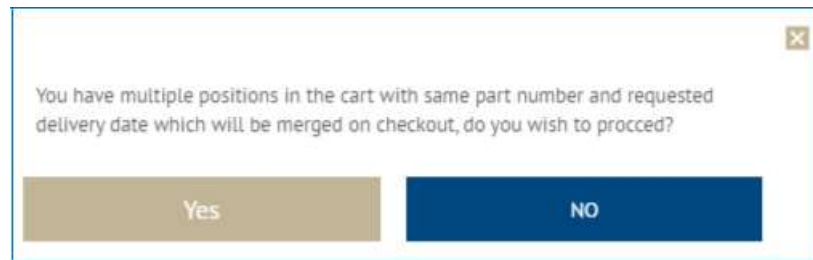 You have multiple positions in the cart with same part number and requested
delivery date which will be merged on checkout, do you wish to procced?
Yes
NO